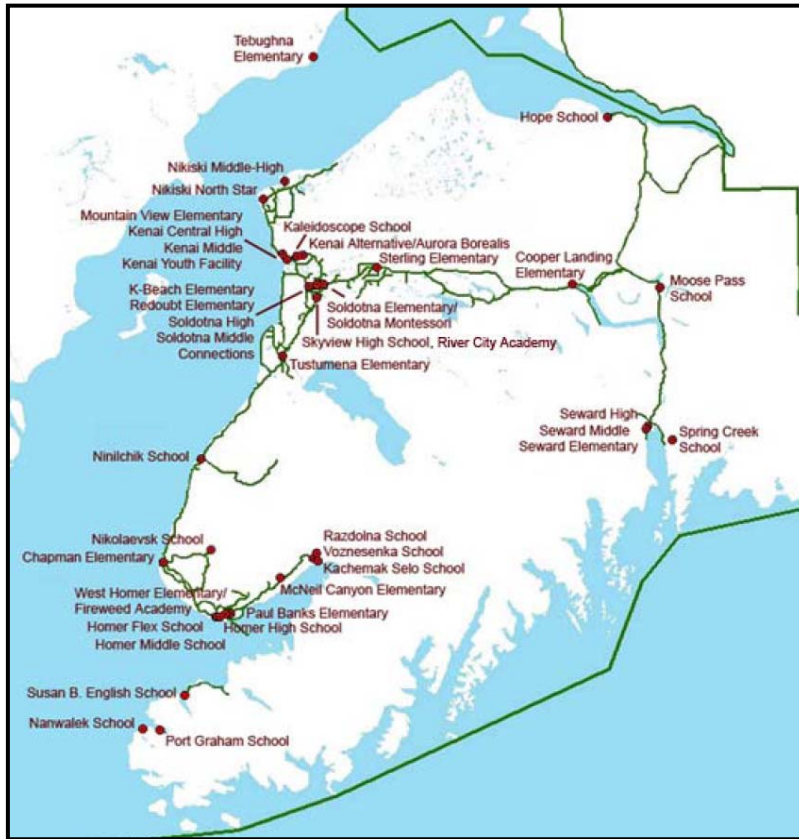 Tebughna
Elementary
Hope School
Nikiski Middle-High
Nikiski North Star
Mountain View Elementary
Kenai Central High
Kenai Middle
Kenai Youth Facility
Kaleidoscope School
Kenai Alternative/Aurora Borealis
Sterling Elementary
Cooper Landing
Elementary
Moose Pass
School
K-Beach Elementary
Redoubt Elementary
Soldotna High
Soldotna Middle
Connections
Soldotna Elementary/
Soldotna Montessori
Skyview High School, River City Academy
Tustumena Elementary
Seward High
Seward Middle
Seward Elementary
Spring Creek
School
Ninilchik School
Nikolaevsk School
Chapman Elementary
Razdolna School
Voznesenka School
Kachemak Selo School
McNeil Canyon Elementary
West Homer Elementary/
Fireweed Academy
Homer Flex School
Homer Middle School
Paul Banks Elementary
Homer High School
Susan B. English School
Nanwalek School
Port Graham School